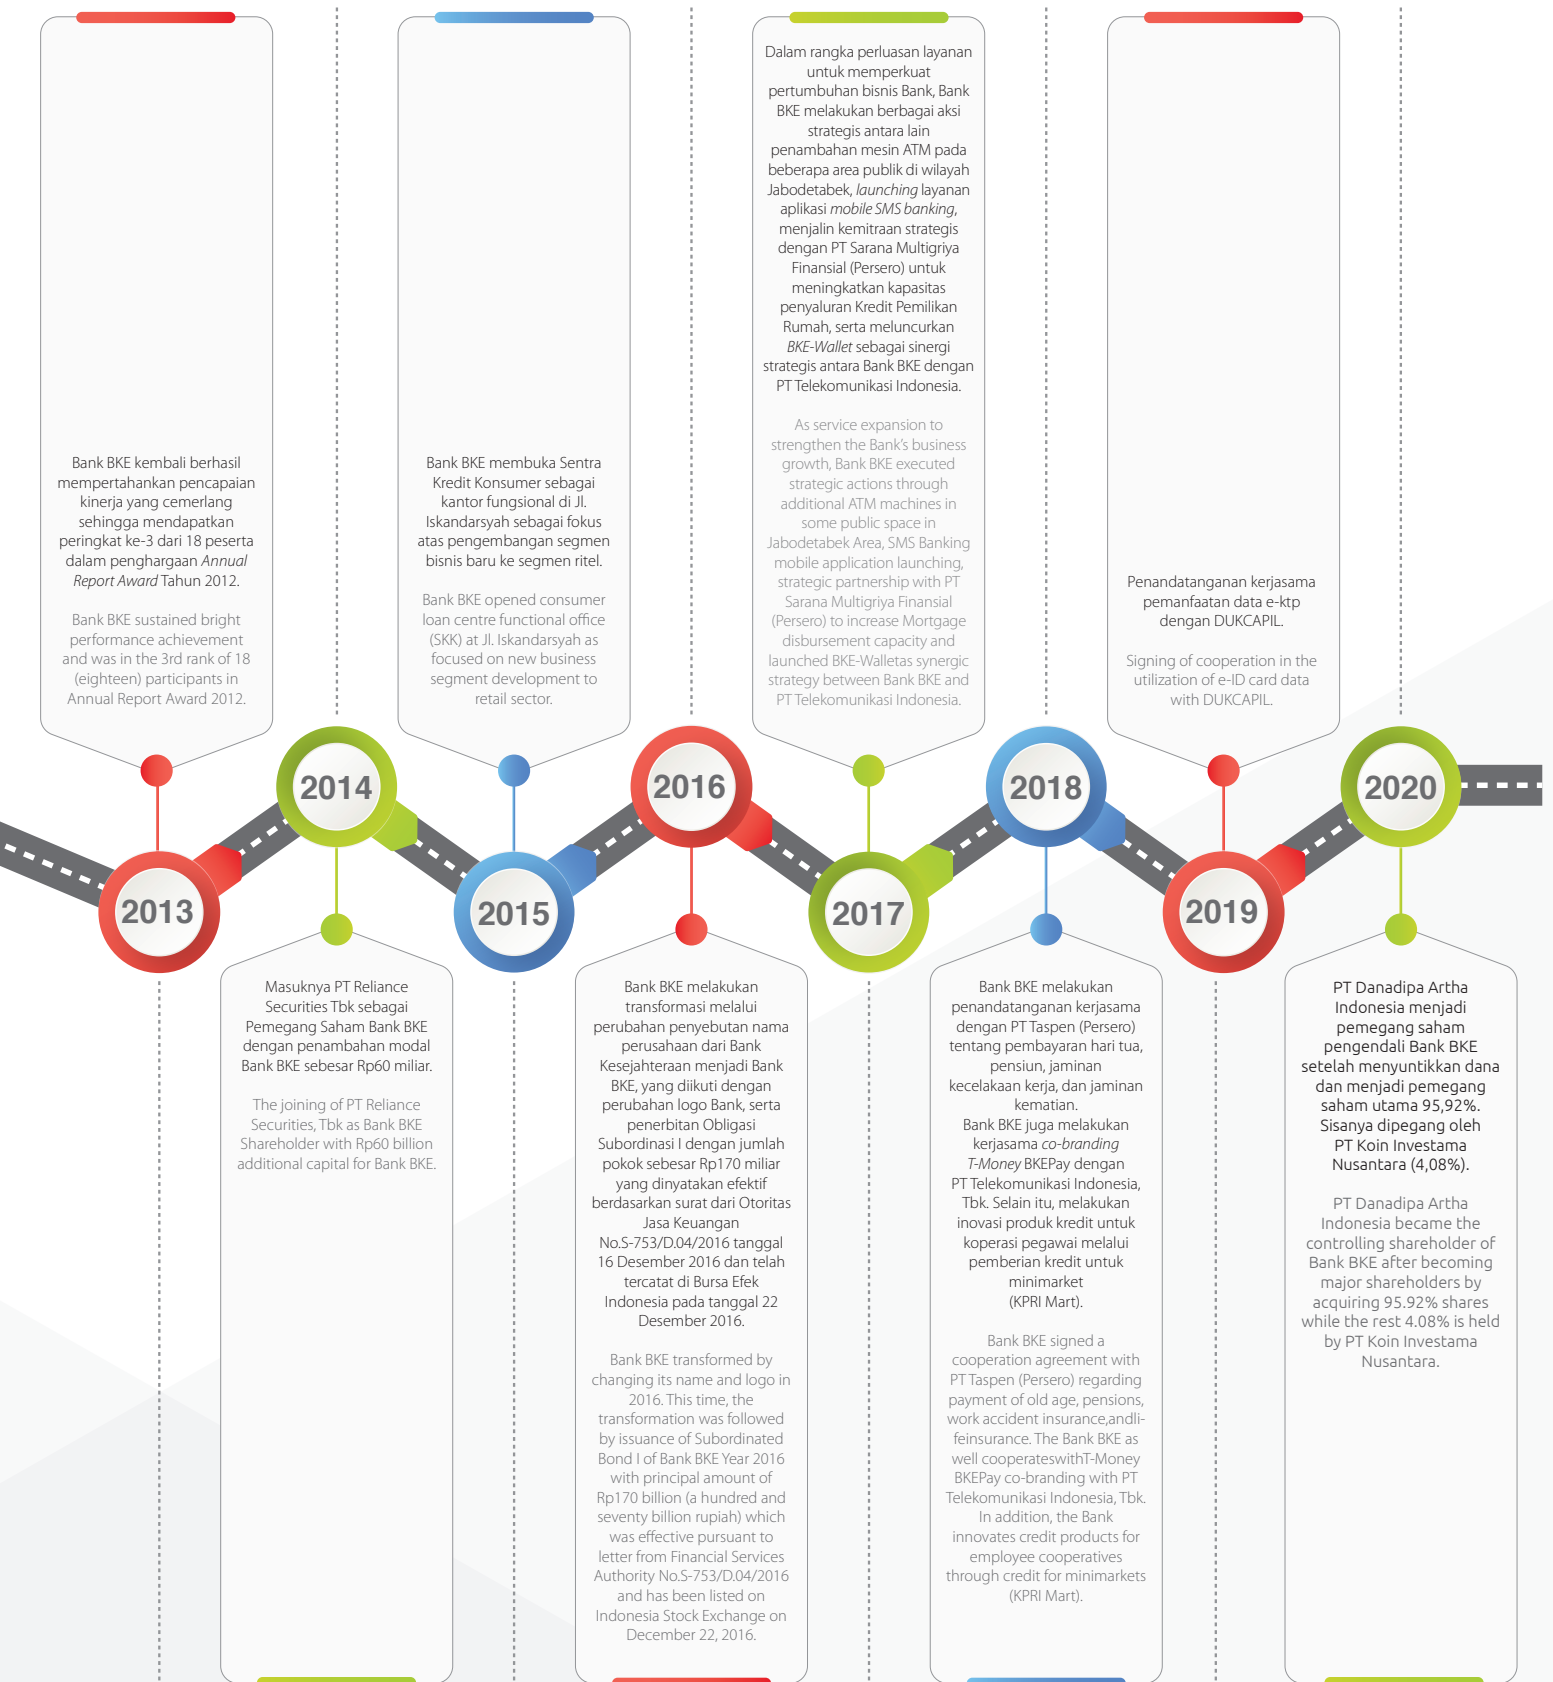 Bank BKE kembali berhasil
mempertahankan pencapaian
kinerja yang cemerlang
sehingga mendapatkan
peringkat ke-3 dari 18 peserta
dalam penghargaan Annual
Report Award Tahun 2012.
Bank BKE sustained bright
performance achievement
and was in the 3rd rank of 18
(eighteen) participants in
Annual Report Award 2012.
2013
2014
Masuknya PT Reliance
Securities Tbk sebagai
Pemegang Saham Bank BKE
dengan penambahan modal
Bank BKE sebesar Rp60 miliar.
The joining of PT Reliance
Securities, Tbk as Bank BKE
Shareholder with Rp60 billion
additional capital for Bank BKE.
Bank BKE membuka Sentra
Kredit Konsumer sebagai
kantor fungsional di Jl.
Iskandarsyah sebagai fokus
atas pengembangan segmen
bisnis baru ke segmen ritel.
Bank BKE opened consumer
loan centre functional office
(SKK) at Jl. Iskandarsyah as
focused on new business
segment development to
retail sector.
2015
2016
Bank BKE melakukan
transformasi melalui
perubahan penyebutan nama
perusahaan dari Bank
Kesejahteraan menjadi Bank
BKE, yang diikuti dengan
perubahan logo Bank, serta
penerbitan Obligasi
Subordinasi I dengan jumlah
pokok sebesar Rp170 miliar
yang dinyatakan efektif
berdasarkan surat dari Otoritas
Jasa Keuangan
No.S-753/D.04/2016 tanggal
16 Desember 2016 dan telah
tercatat di Bursa Efek
Indonesia pada tanggal 22
Desember 2016.
Bank BKE transformed by
changing its name and logo in
2016. This time, the
transformation was followed
by issuance of Subordinated
Bond I of Bank BKE Year 2016
with principal amount of
Rp170 billion (a hundred and
seventy billion rupiah) which
was effective pursuant to
letter from Financial Services
Authority No.S-753/D.04/2016
and has been listed on
Indonesia Stock Exchange on
December 22, 2016.
Dalam rangka perluasan layanan
untuk memperkuat
pertumbuhan bisnis Bank, Bank
BKE melakukan berbagai aksi
strategis antara lain
penambahan mesin ATM pada
beberapa area publik di wilayah
Jabodetabek, launching layanan
aplikasi mobile SMS banking,
menjalin kemitraan strategis
dengan PT Sarana Multigriya
Finansial (Persero) untuk
meningkatkan kapasitas
penyaluran Kredit Pemilikan
Rumah, serta meluncurkan
BKE-Wallet sebagai sinergi
strategis antara Bank BKE dengan
PT Telekomunikasi Indonesia.
As service expansion to
strengthen the Bank's business
growth, Bank BKE executed
strategic actions through
additional ATM machines in
some public space in
Jabodetabek Area, SMS Banking
mobile application launching,
strategic partnership with PT
Sarana Multigriya Finansial
(Persero) to increase Mortgage
disbursement capacity and
launched BKE-Walletas synergic
strategy between Bank BKE and
PT Telekomunikasi Indonesia.
2017
2018
Bank BKE melakukan
penandatanganan kerjasama
dengan PT Taspen (Persero)
tentang pembayaran hari tua,
pensiun, jaminan
kecelakaan kerja, dan jaminan
kematian.
Bank BKE juga melakukan
kerjasama co-branding
T-Money BKEPay dengan
PT Telekomunikasi Indonesia,
Tbk. Selain itu, melakukan
inovasi produk kredit untuk
koperasi pegawai melalui
pemberian kredit untuk
minimarket
(KPRI Mart).
Bank BKE signed a
cooperation agreement with
PT Taspen (Persero) regarding
payment of old age, pensions,
work accident insurance,andli-
feinsurance. The Bank BKE as
well cooperateswithT-Money
BKEPay co-branding with PT
Telekomunikasi Indonesia, Tbk.
In addition, the Bank
innovates credit products for
employee cooperatives
through credit for minimarkets
(KPRI Mart).
Penandatanganan kerjasama
pemanfaatan data e-ktp
dengan DUKCAPIL.
Signing of cooperation in the
utilization of e-ID card data
with DUKCAPIL.
2019
2020
PT Danadipa Artha
Indonesia menjadi
pemegang saham
pengendali Bank BKE
setelah menyuntikkan dana
dan menjadi pemegang
saham utama 95,92%.
Sisanya dipegang oleh
PT Koin Investama
Nusantara (4,08%).
PT Danadipa Artha
Indonesia became the
controlling shareholder of
Bank BKE after becoming
major shareholders by
acquiring 95.92% shares
while the rest 4.08% is held
by PT Koin Investama
Nusantara.